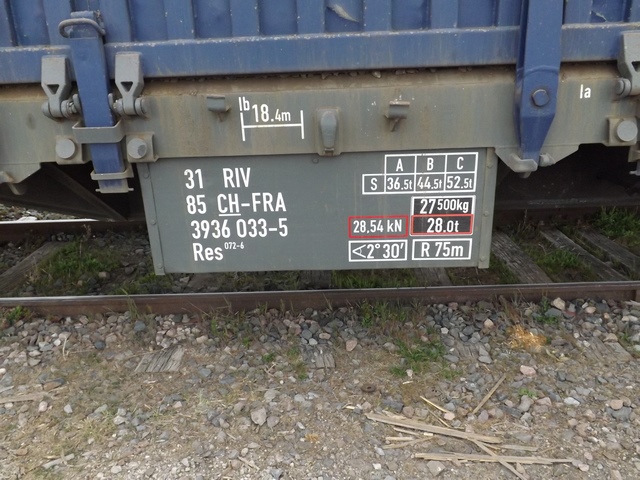 lb 18.4m
la
31 RIV
85 CH-FRA
3936 033-5
Res 072-6
A B C
S 36.5t 44.5t 52.5t
27500kg
28,54 kN 28.0t
∢2°30' R 75m